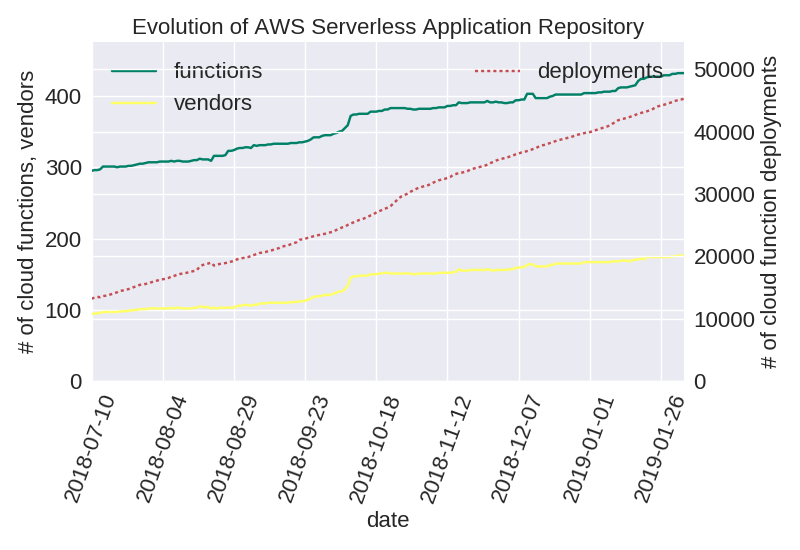 Evolution of AWS Serverless Application Repository
functions
vendors
deployments
# of cloud functions, vendors
400
300
200
100
0
50000
40000
30000
20000
10000
0
# of cloud function deployments
2018-07-10
2018-08-04
2018-08-29
2018-09-23
2018-10-18
2018-11-12
2018-12-07
2019-01-01
2019-01-26
date